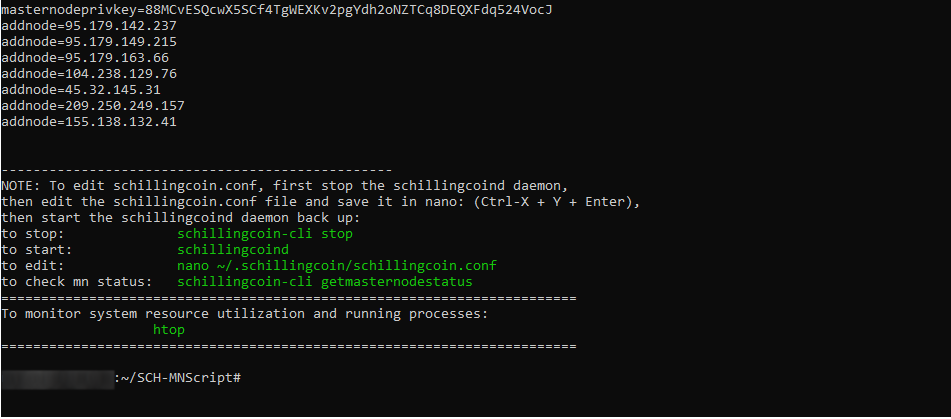 masternodeprivkey=88MCvESQcwX5SCf4TgWEXKv2pgYdh2oNZTCq8DEQXFdq524VocJ
addnode=95.179.142.237
addnode=95.179.149.215
addnode=95.179.163.66
addnode=104.238.129.76
addnode=45.32.145.31
addnode=209.250.249.157
addnode=155.138.132.41
-------------------------------------------------
NOTE: To edit schillingcoin.conf, first stop the schillingcoind daemon,
then edit the schillingcoin.conf file and save it in nano: (Ctrl-X + Y + Enter),
then start the schillingcoind daemon back up:
to stop: schillingcoin-cli stop
to start: schillingcoind
to edit: nano ~/.schillingcoin/schillingcoin.conf
to check mn status: schillingcoin-cli getmasternodestatus
========================================================================
To monitor system resource utilization and running processes:
htop
========================================================================
:~/SCH-MNScript#